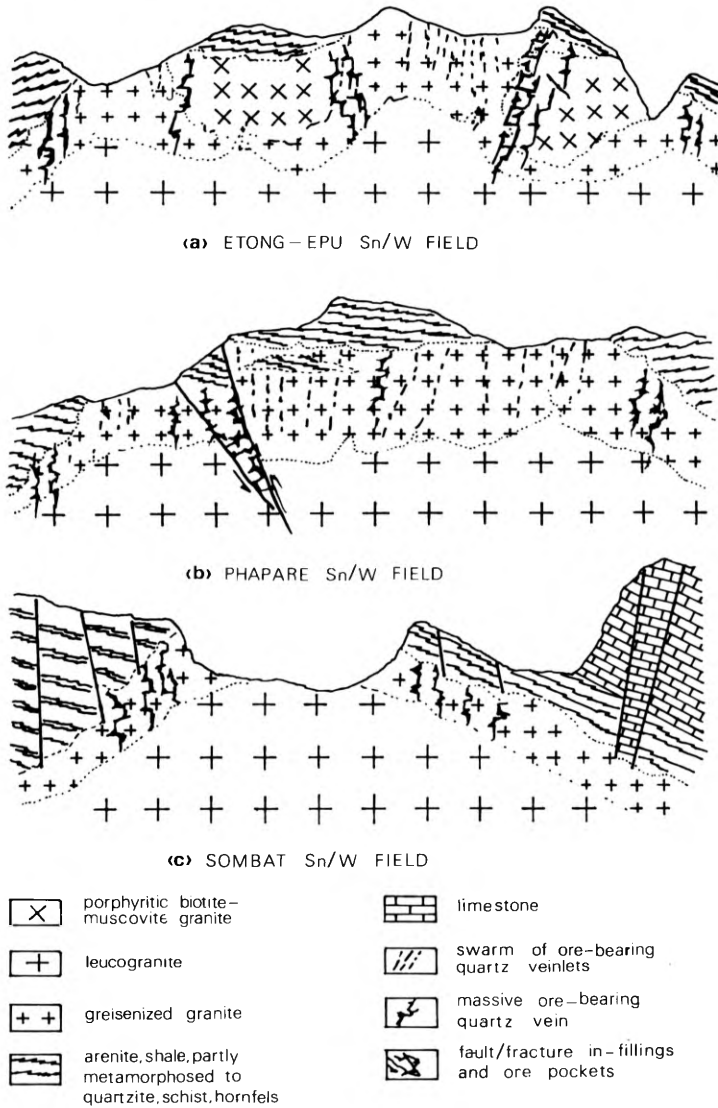 (a) ETONG–EPU Sn/W FIELD
(b) PHAPARE Sn/W FIELD
(c) SOMBAT Sn/W FIELD
porphyritic biotite–
muscovite granite
leucogranite
greisenized granite
arenite, shale, partly
metamorphosed to
quartzite, schist, hornfels
limestone
swarm of ore-bearing
quartz veinlets
massive ore–bearing
quartz vein
fault/fracture in-fillings
and ore pockets